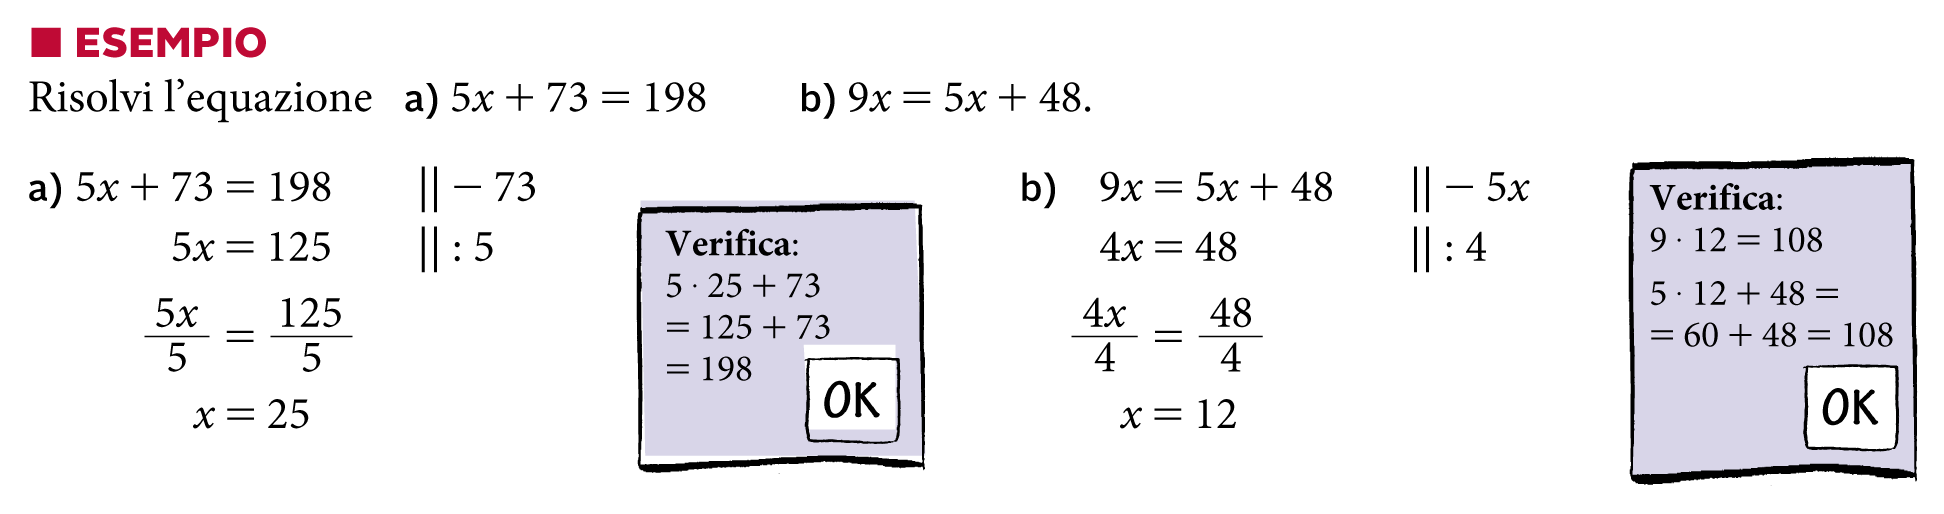 ■ ESEMPIO
Risolvi l’equazione a) 5x + 73 = 198 b) 9x = 5x + 48.
a) 5x + 73 = 198 || − 73
5x = 125 || : 5
5x/5 = 125/5
x = 25
Verifica:
5 · 25 + 73
= 125 + 73
= 198
OK
b) 9x = 5x + 48 || − 5x
4x = 48 || : 4
4x/4 = 48/4
x = 12
Verifica:
9 · 12 = 108
5 · 12 + 48 =
= 60 + 48 = 108
OK